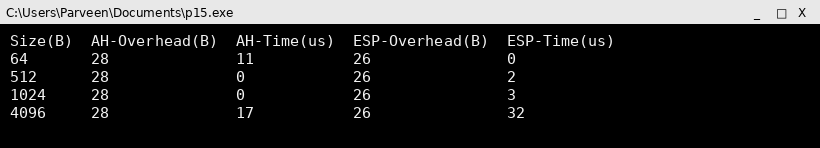 C:\Users\Parveen\Documents\p15.exe _ □ X
Size(B) AH-Overhead(B) AH-Time(us) ESP-Overhead(B) ESP-Time(us)
64 28 11 26 0
512 28 0 26 2
1024 28 0 26 3
4096 28 17 26 32